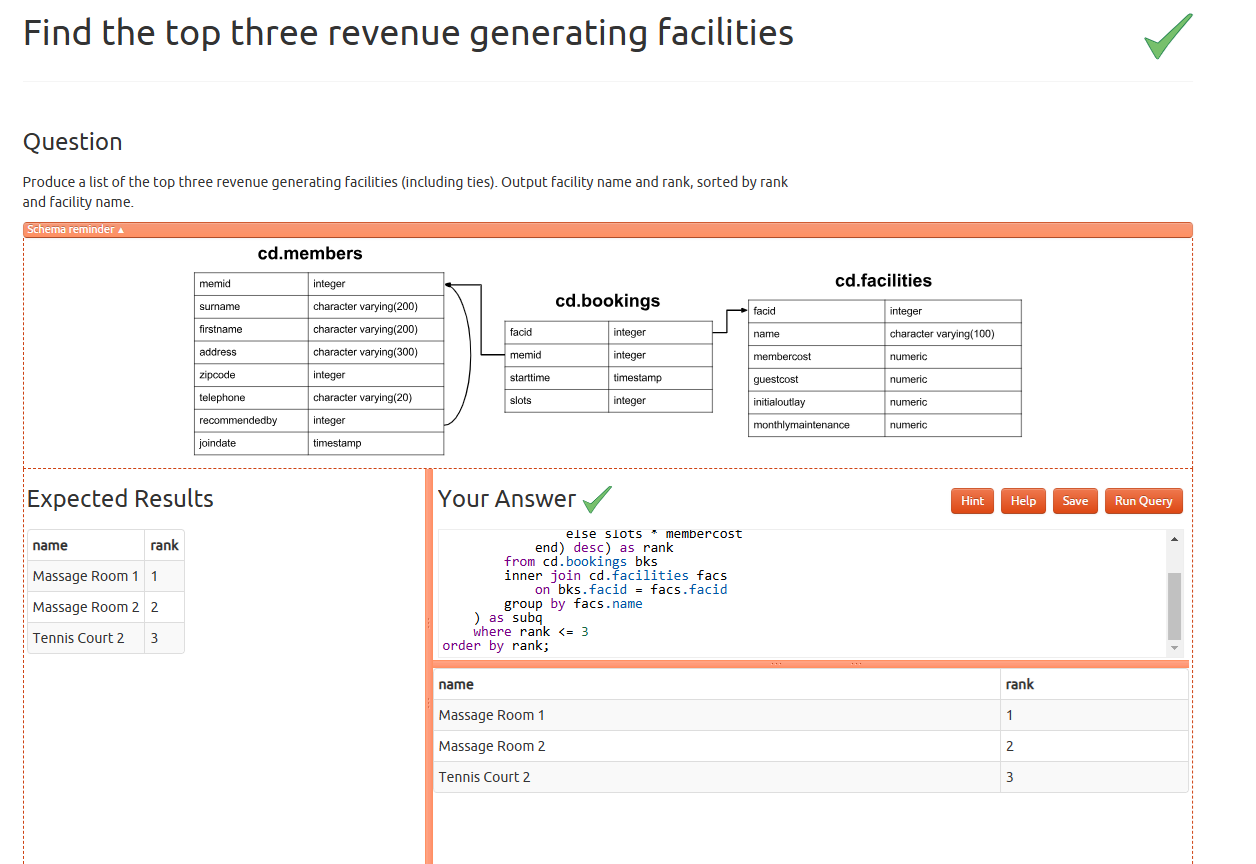 Find the top three revenue generating facilities
Question
Produce a list of the top three revenue generating facilities (including ties). Output facility name and rank, sorted by rank
and facility name.
Schema reminder ▲
cd.members
memid integer
surname character varying(200)
firstname character varying(200)
address character varying(300)
zipcode integer
telephone character varying(20)
recommendedby integer
joindate timestamp
cd.bookings
facid integer
memid integer
starttime timestamp
slots integer
cd.facilities
facid integer
name character varying(100)
membercost numeric
guestcost numeric
initialoutlay numeric
monthlymaintenance numeric
Expected Results
name rank
Massage Room 1 1
Massage Room 2 2
Tennis Court 2 3
Your Answer
Hint Help Save Run Query
else slots * membercost
end) desc) as rank
from cd.bookings bks
inner join cd.facilities facs
on bks.facid = facs.facid
group by facs.name
) as subq
where rank <= 3
order by rank;
name rank
Massage Room 1 1
Massage Room 2 2
Tennis Court 2 3